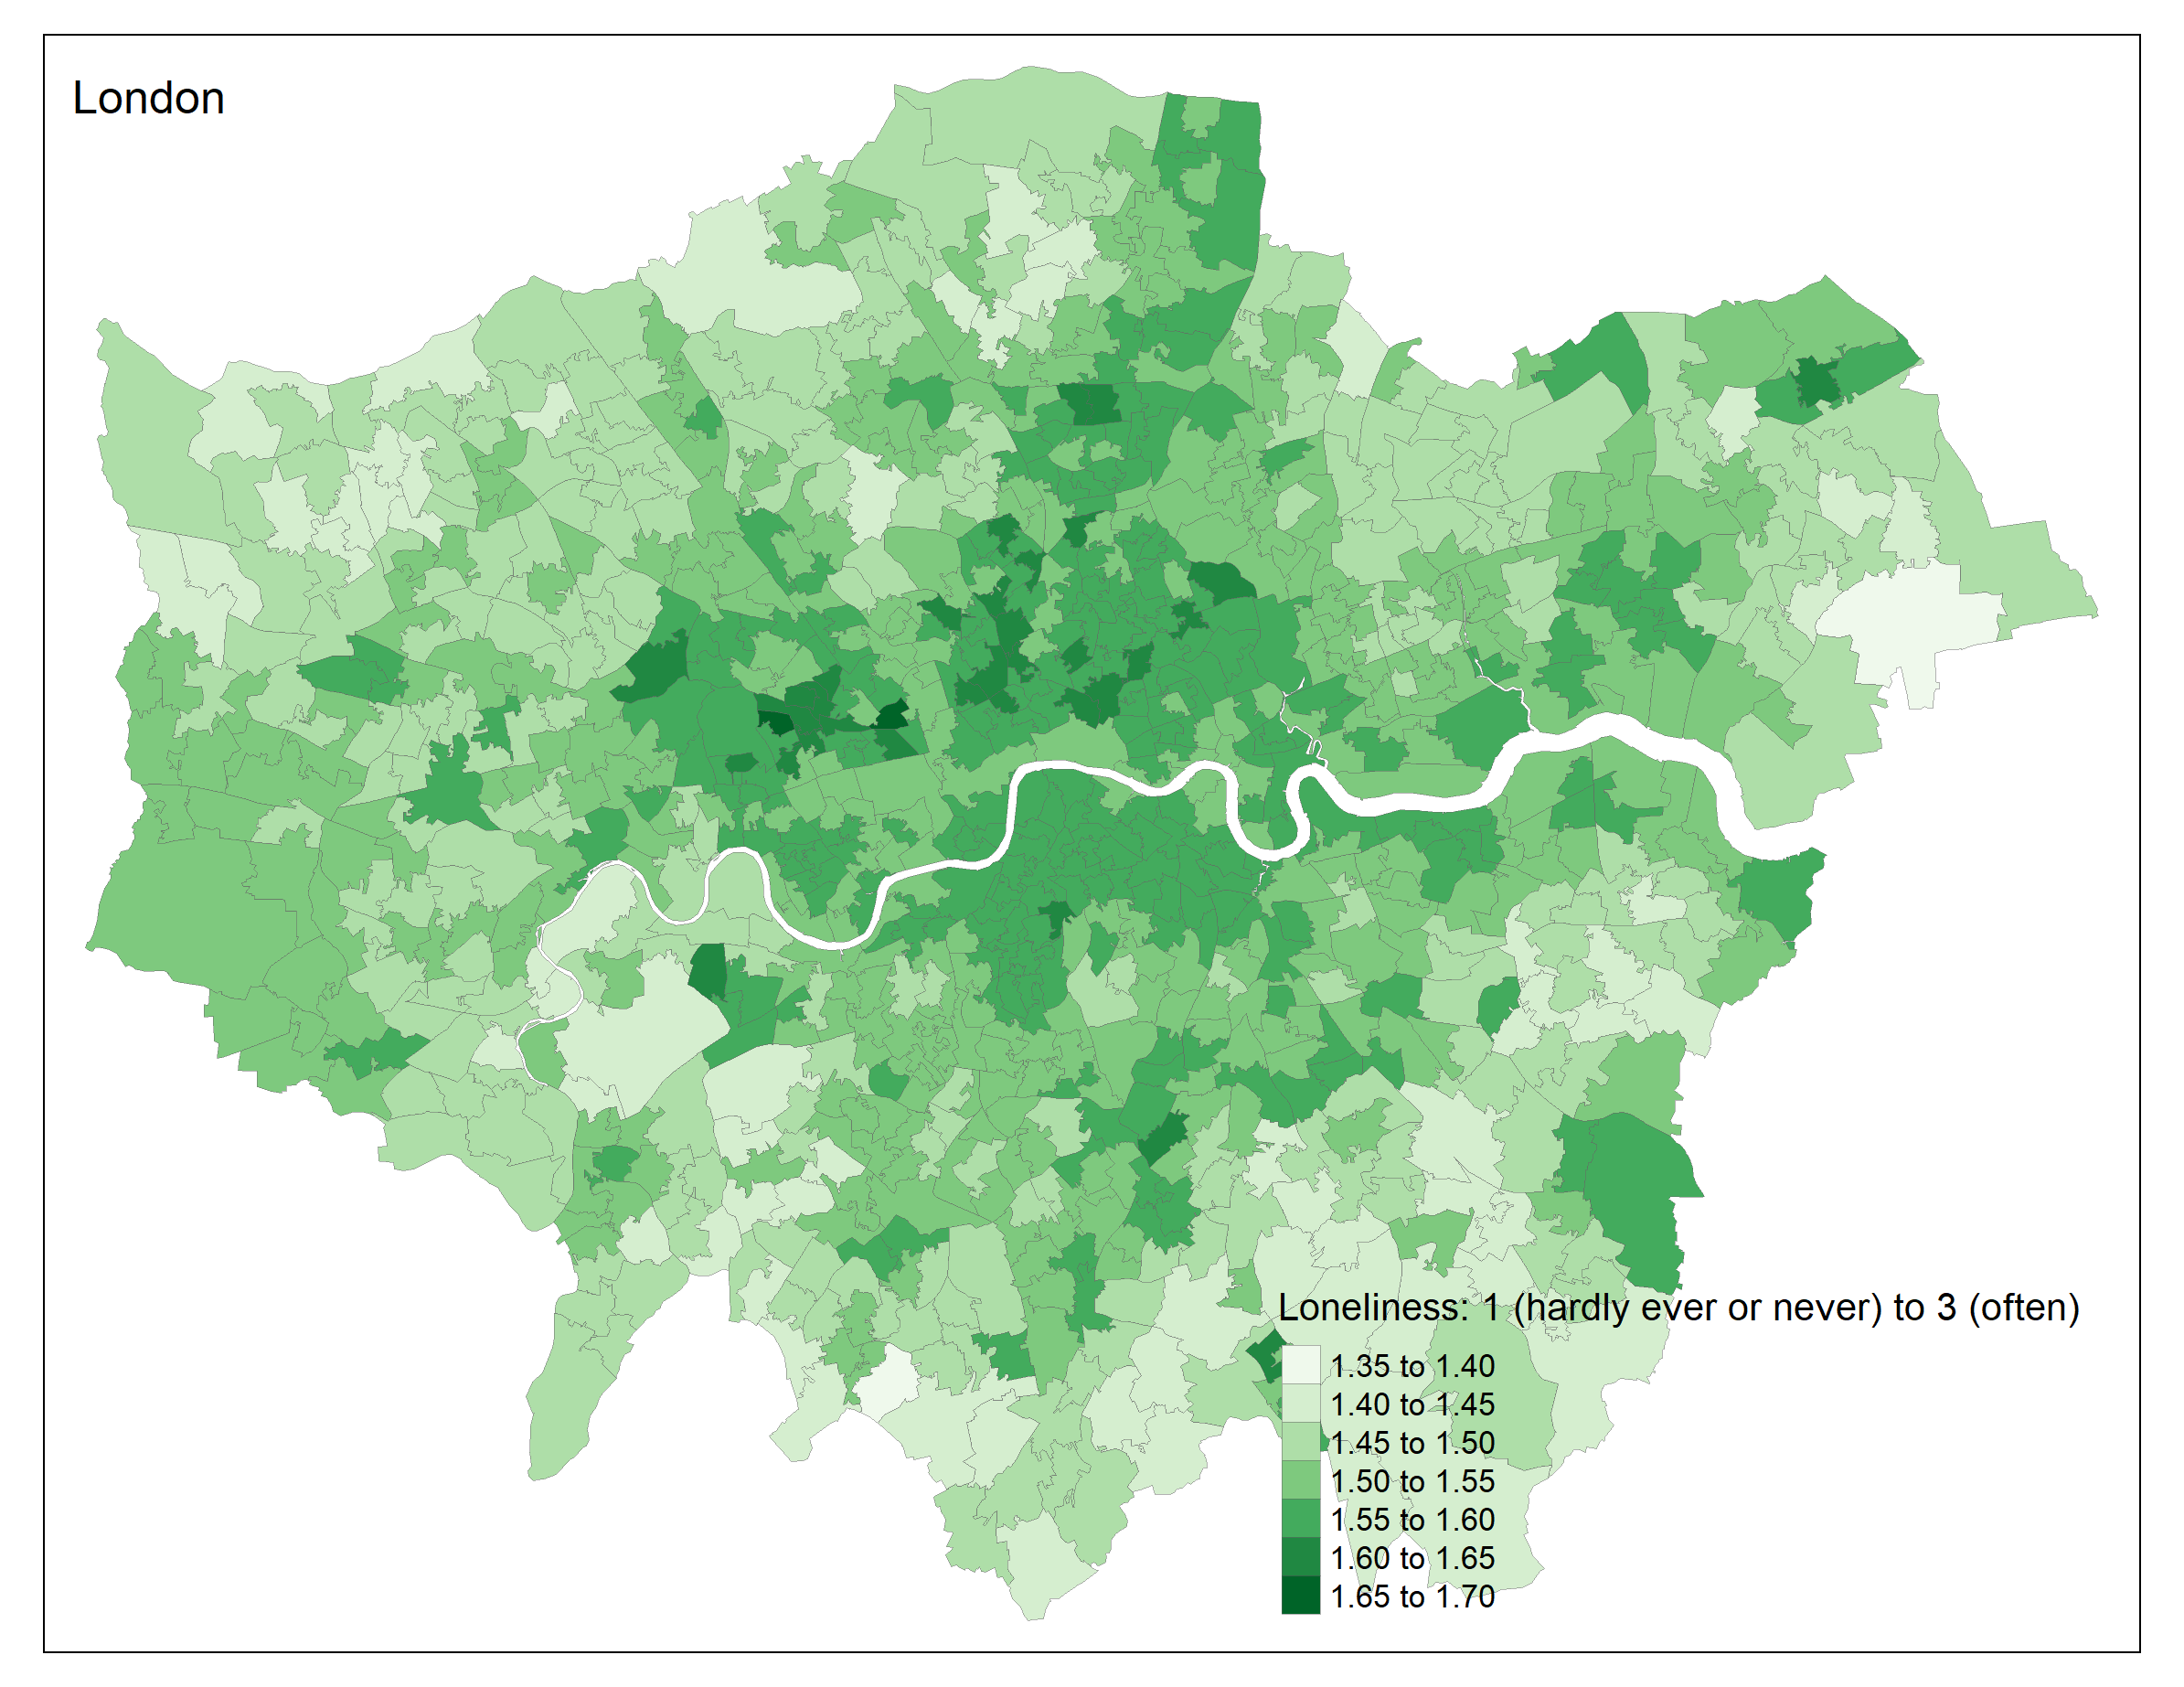 London
Loneliness: 1 (hardly ever or never) to 3 (often)
1.35 to 1.40
1.40 to 1.45
1.45 to 1.50
1.50 to 1.55
1.55 to 1.60
1.60 to 1.65
1.65 to 1.70